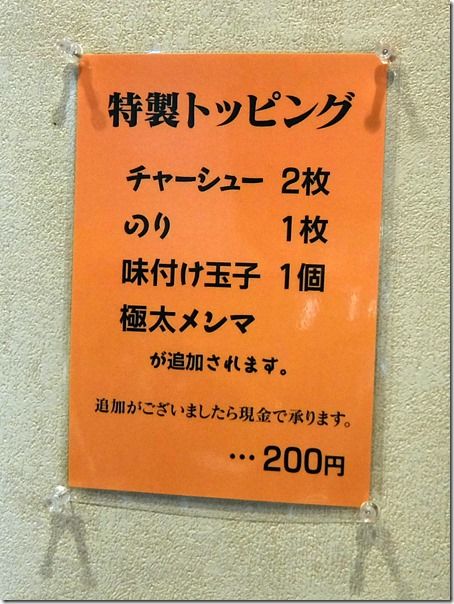 特製トッピング
チャーシュー 2枚
のり 1枚
味付け玉子 1個
極太メンマ
が追加されます。
追加がございましたら現金で承ります。
…200円